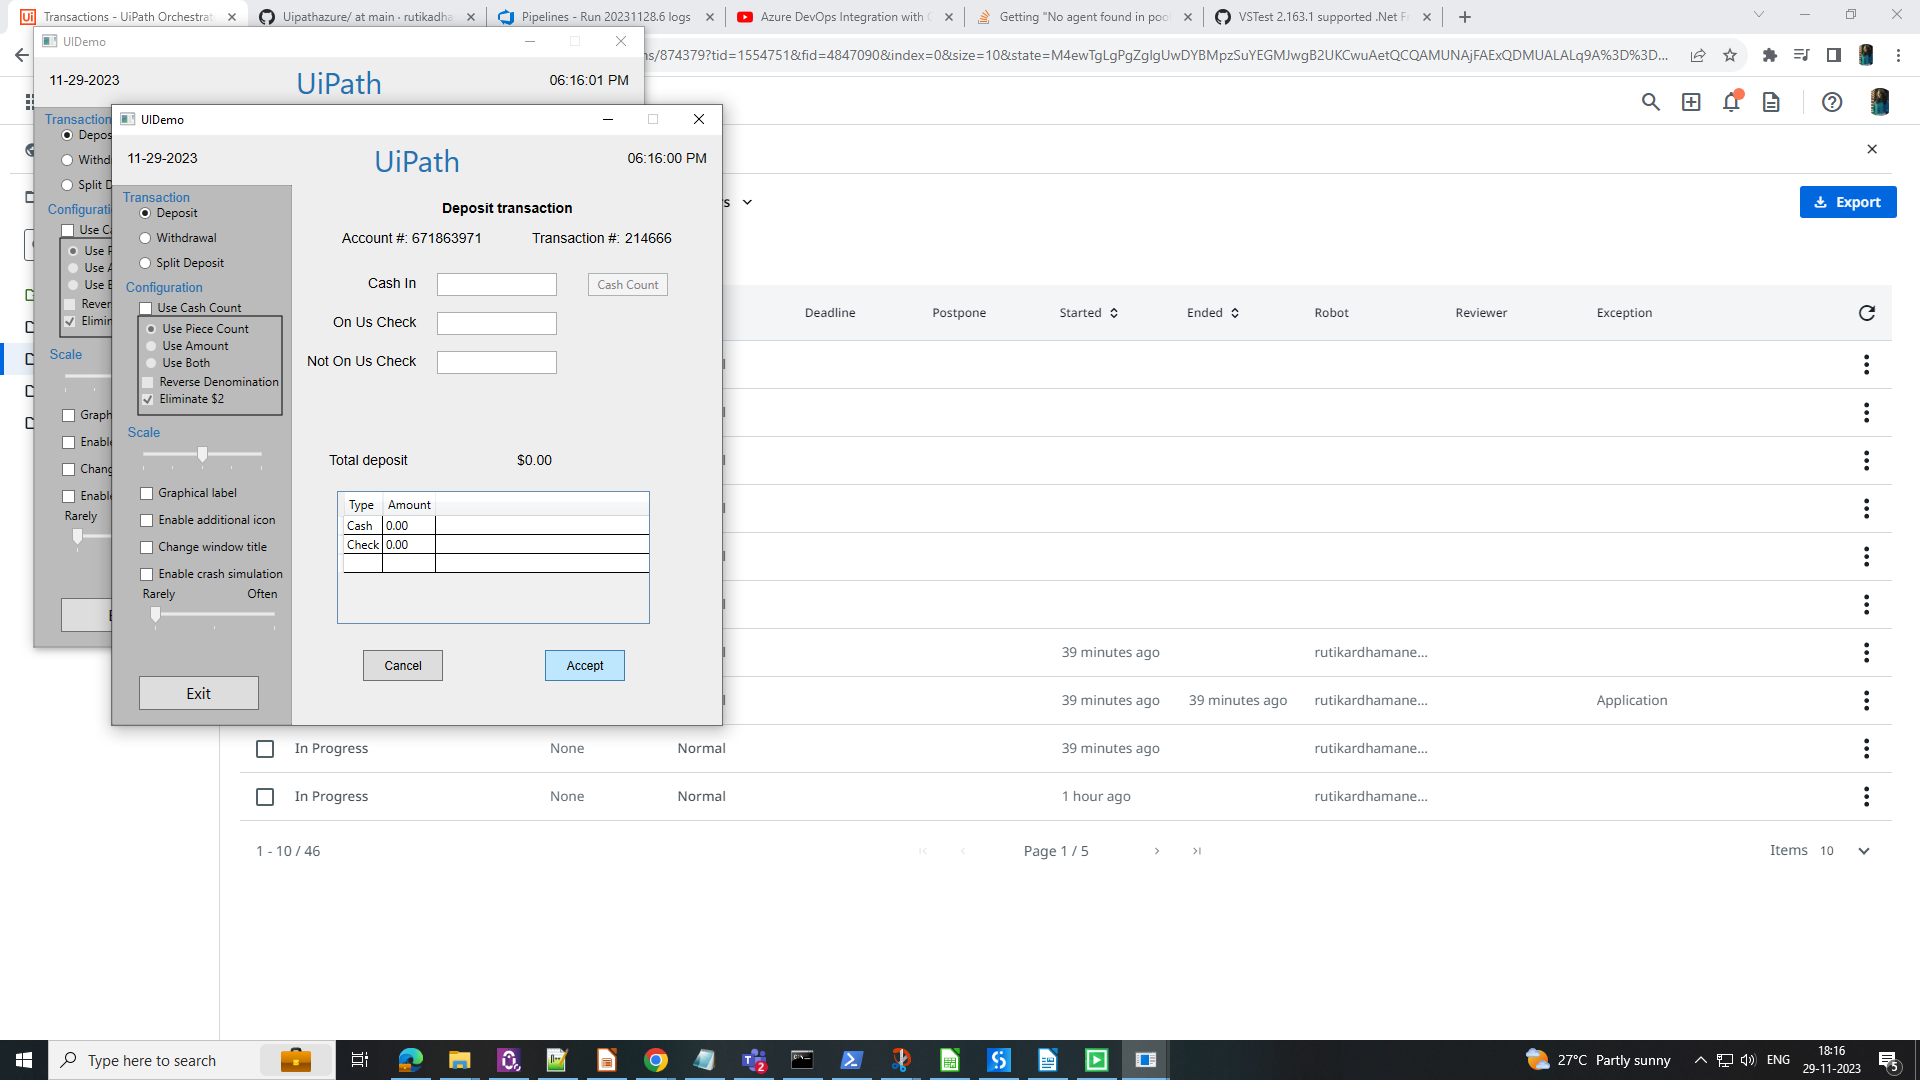 Transactions - UiPath Orchestrat
Uipathazure/ at main · rutikadha
Pipelines - Run 20231128.6 logs
Azure DevOps Integration with
Getting "No agent found in poo
VSTest 2.163.1 supported .Net F
ns/874379?tid=1554751&fid=4847090&index=0&size=10&state=M4ewTgLgPgZglgUwDYBMpzSuYEGMJwgB2UKCwuAetQCQAMUNAjFAExQDMUALALq9A%3D%3D...
UIDemo
11-29-2023
UiPath
06:16:01 PM
Transaction
Depos
Withd
Split D
Configurati
Use Ca
Use P
Use A
Use B
Rever
Elimin
Scale
Graph
Enable
Chang
Enable
Rarely
UIDemo
11-29-2023
UiPath
06:16:00 PM
Transaction
Deposit
Withdrawal
Split Deposit
Configuration
Use Cash Count
Use Piece Count
Use Amount
Use Both
Reverse Denomination
Eliminate $2
Scale
Graphical label
Enable additional icon
Change window title
Enable crash simulation
Rarely Often
Exit
Deposit transaction
Account #: 671863971 Transaction #: 214666
Cash In Cash Count
On Us Check
Not On Us Check
Total deposit $0.00
Type Amount
Cash 0.00
Check 0.00
Cancel Accept
Export
Deadline Postpone Started Ended Robot Reviewer Exception
39 minutes ago rutikardhamane...
39 minutes ago 39 minutes ago rutikardhamane... Application
In Progress None Normal 39 minutes ago rutikardhamane...
In Progress None Normal 1 hour ago rutikardhamane...
1 - 10 / 46 Page 1 / 5 Items 10
Type here to search
2
27°C Partly sunny
ENG
18:16
29-11-2023
5